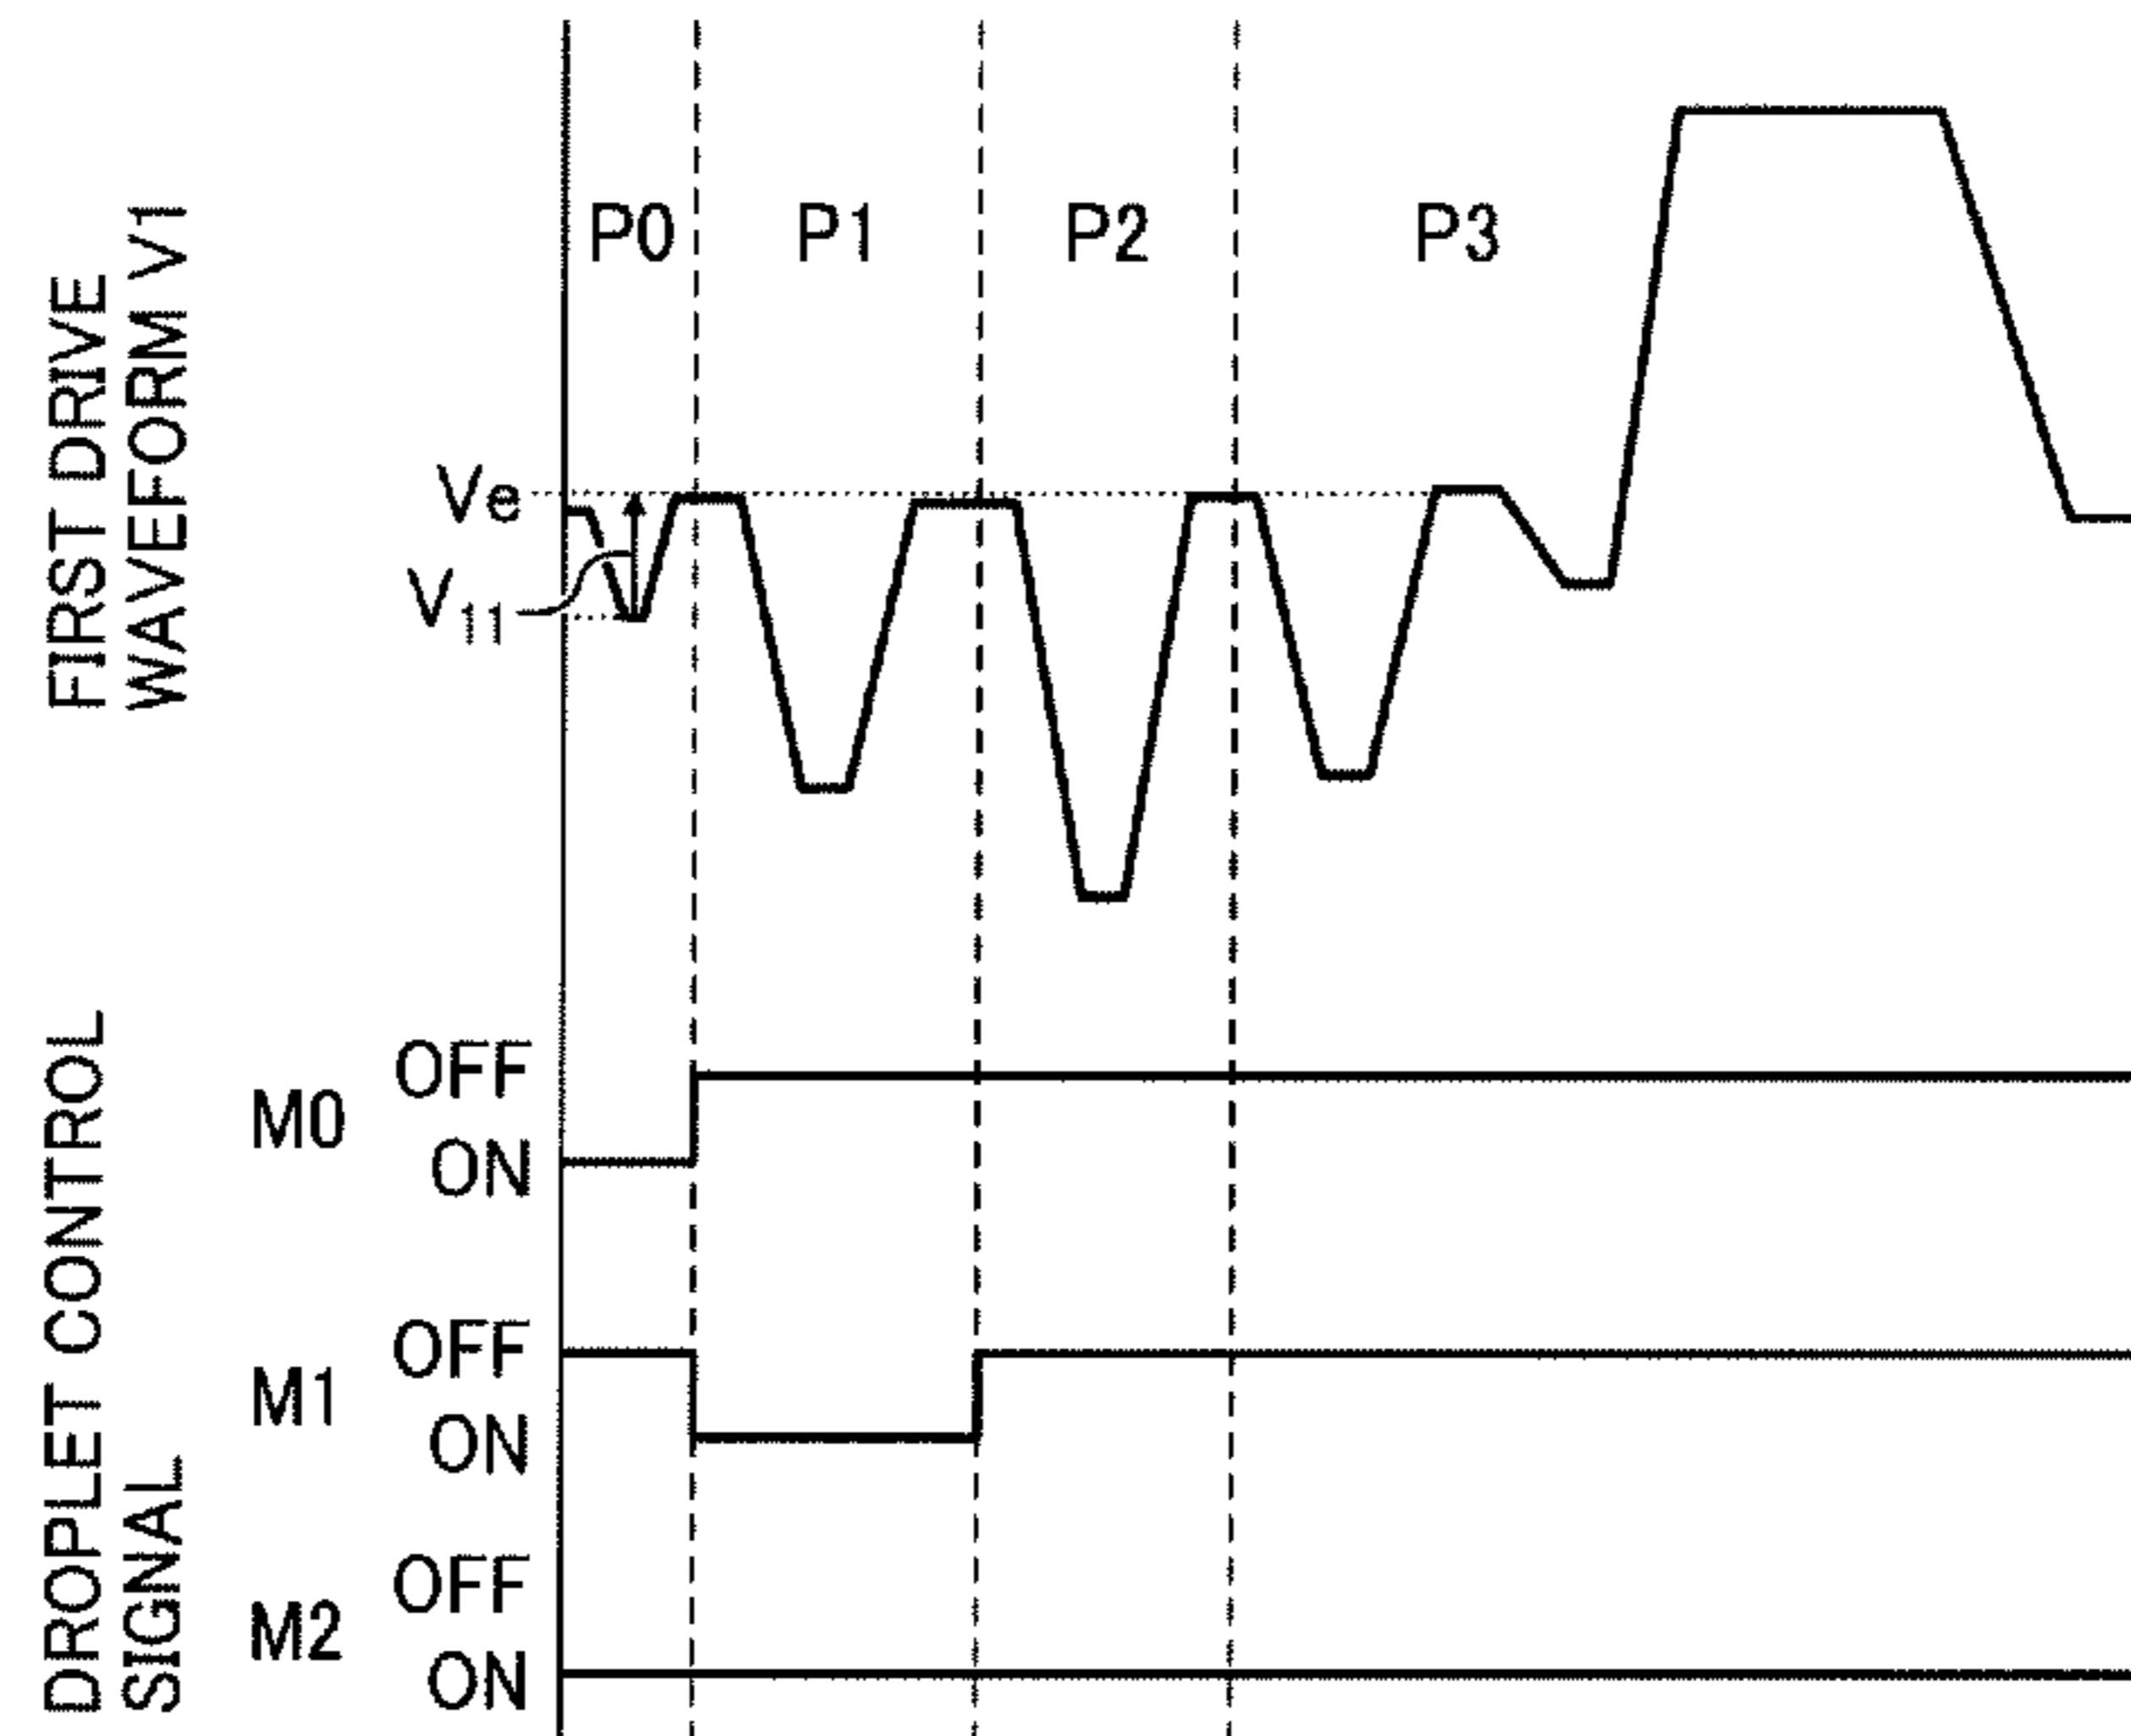 FIRST DRIVE
WAVEFORM V1
P0
P1
P2
P3
Ve
V11
DROPLET CONTROL
SIGNAL
M0
OFF
ON
M1
OFF
ON
M2
OFF
ON